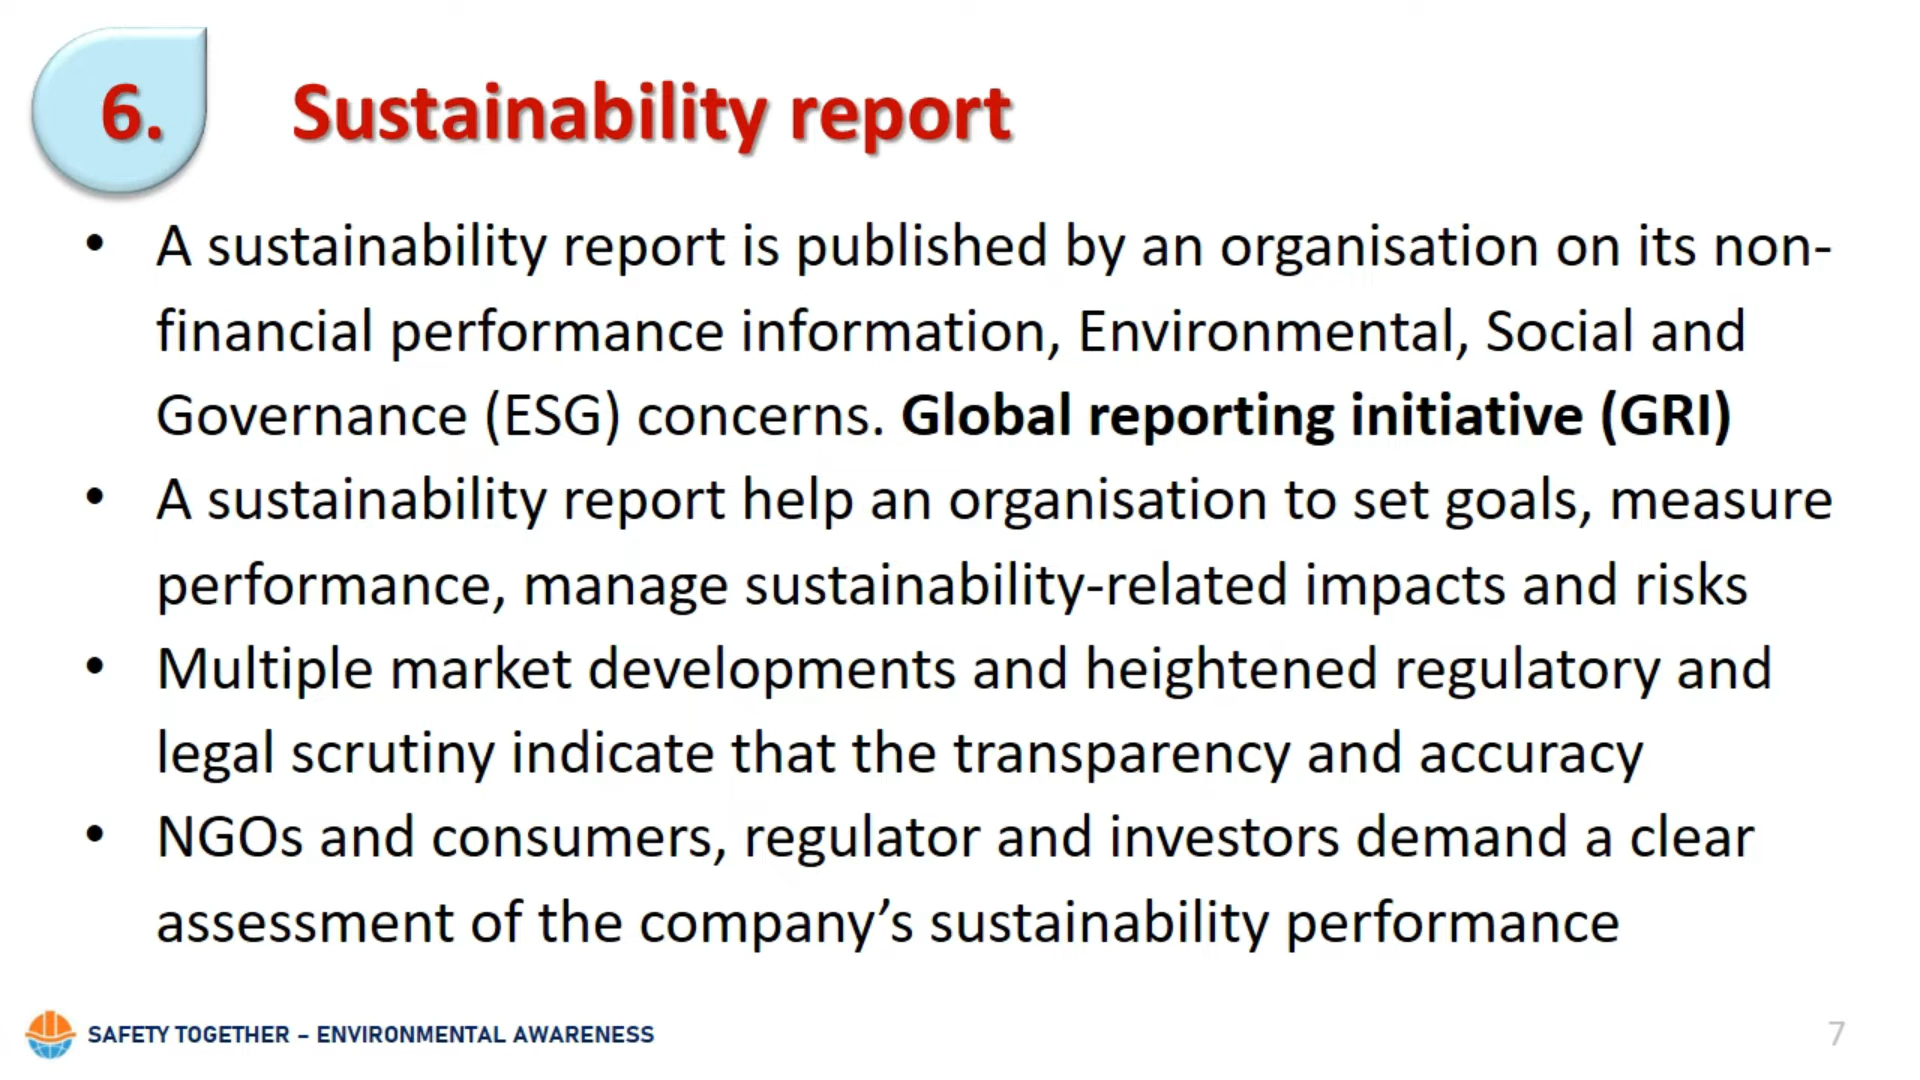 6.
Sustainability report
• A sustainability report is published by an organisation on its non-
financial performance information, Environmental, Social and
Governance (ESG) concerns. Global reporting initiative (GRI)
• A sustainability report help an organisation to set goals, measure
performance, manage sustainability-related impacts and risks
• Multiple market developments and heightened regulatory and
legal scrutiny indicate that the transparency and accuracy
• NGOs and consumers, regulator and investors demand a clear
assessment of the company’s sustainability performance
SAFETY TOGETHER – ENVIRONMENTAL AWARENESS
7